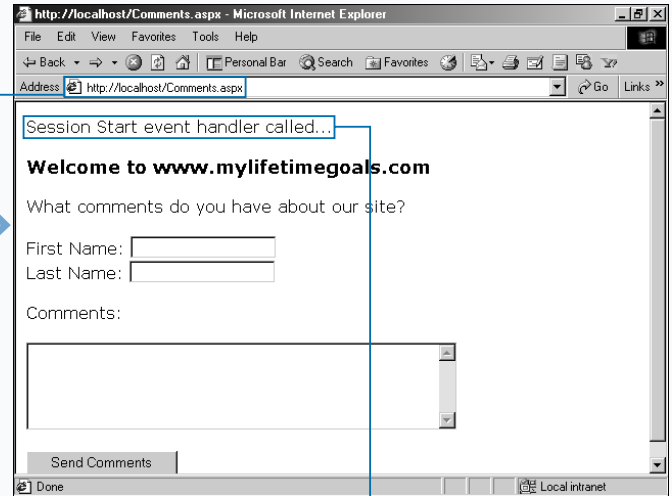 http://localhost/Comments.aspx - Microsoft Internet Explorer
File Edit View Favorites Tools Help
Back Personal Bar Search Favorites
Address http://localhost/Comments.aspx Go Links »
Session Start event handler called...
Welcome to www.mylifetimegoals.com
What comments do you have about our site?
First Name:
Last Name:
Comments:
Send Comments
Done Local intranet